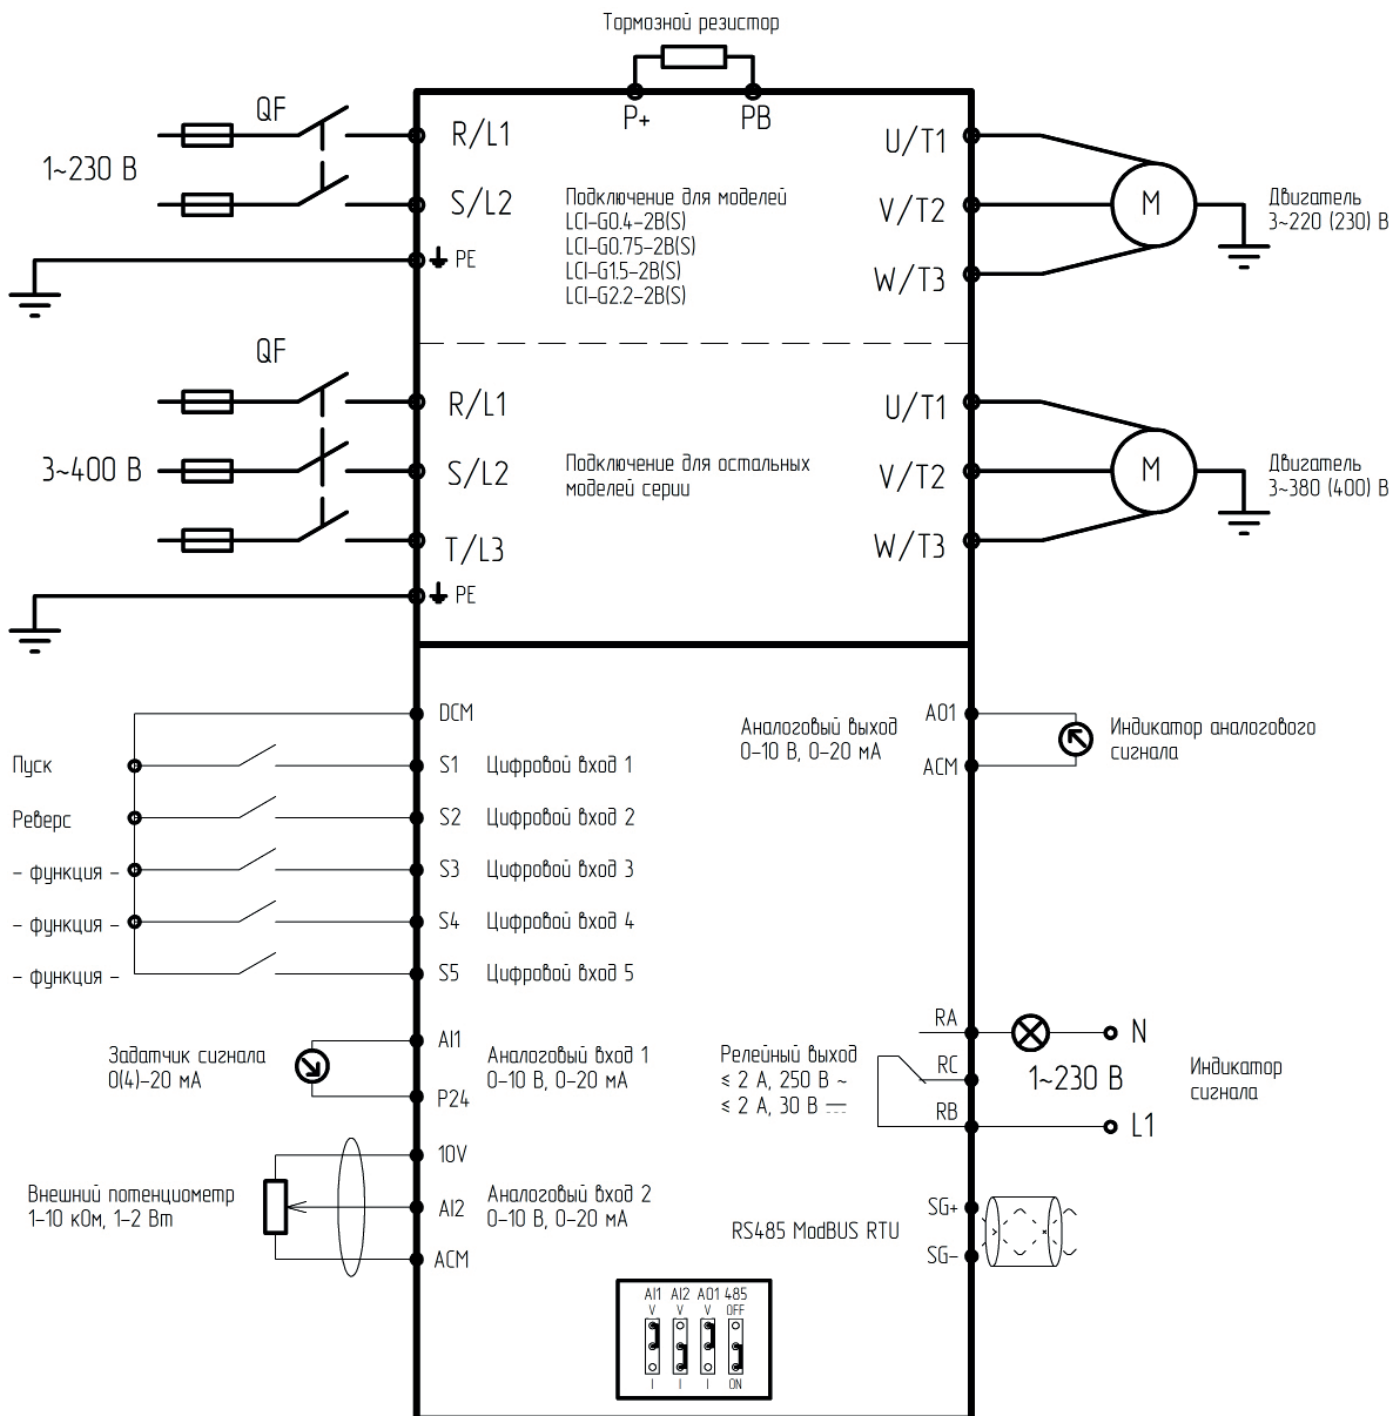 Тормозной резистор
P+
PB
QF
1~230 В
R/L1
S/L2
PE
Подключение для моделей
LCI-G0.4-2B(S)
LCI-G0.75-2B(S)
LCI-G1.5-2B(S)
LCI-G2.2-2B(S)
U/T1
V/T2
W/T3
M
Двигатель
3~220 (230) В
QF
3~400 В
R/L1
S/L2
T/L3
PE
Подключение для остальных
моделей серии
U/T1
V/T2
W/T3
M
Двигатель
3~380 (400) В
DCM
Пуск
S1 Цифровой вход 1
Реверс
S2 Цифровой вход 2
- функция -
S3 Цифровой вход 3
- функция -
S4 Цифровой вход 4
- функция -
S5 Цифровой вход 5
Аналоговый выход
0-10 В, 0-20 мА
AO1
ACM
Индикатор аналогового
сигнала
Задатчик сигнала
0(4)-20 мА
AI1
P24
Аналоговый вход 1
0-10 В, 0-20 мА
Релейный выход
≤ 2 А, 250 В ~
≤ 2 А, 30 В ⎓
RA
RC
RB
N
1~230 В
L1
Индикатор
сигнала
Внешний потенциометр
1-10 кОм, 1-2 Вт
10V
AI2
ACM
Аналоговый вход 2
0-10 В, 0-20 мА
RS485 ModBUS RTU
SG+
SG-
AI1 AI2 AO1 485
V V V OFF
I I I ON